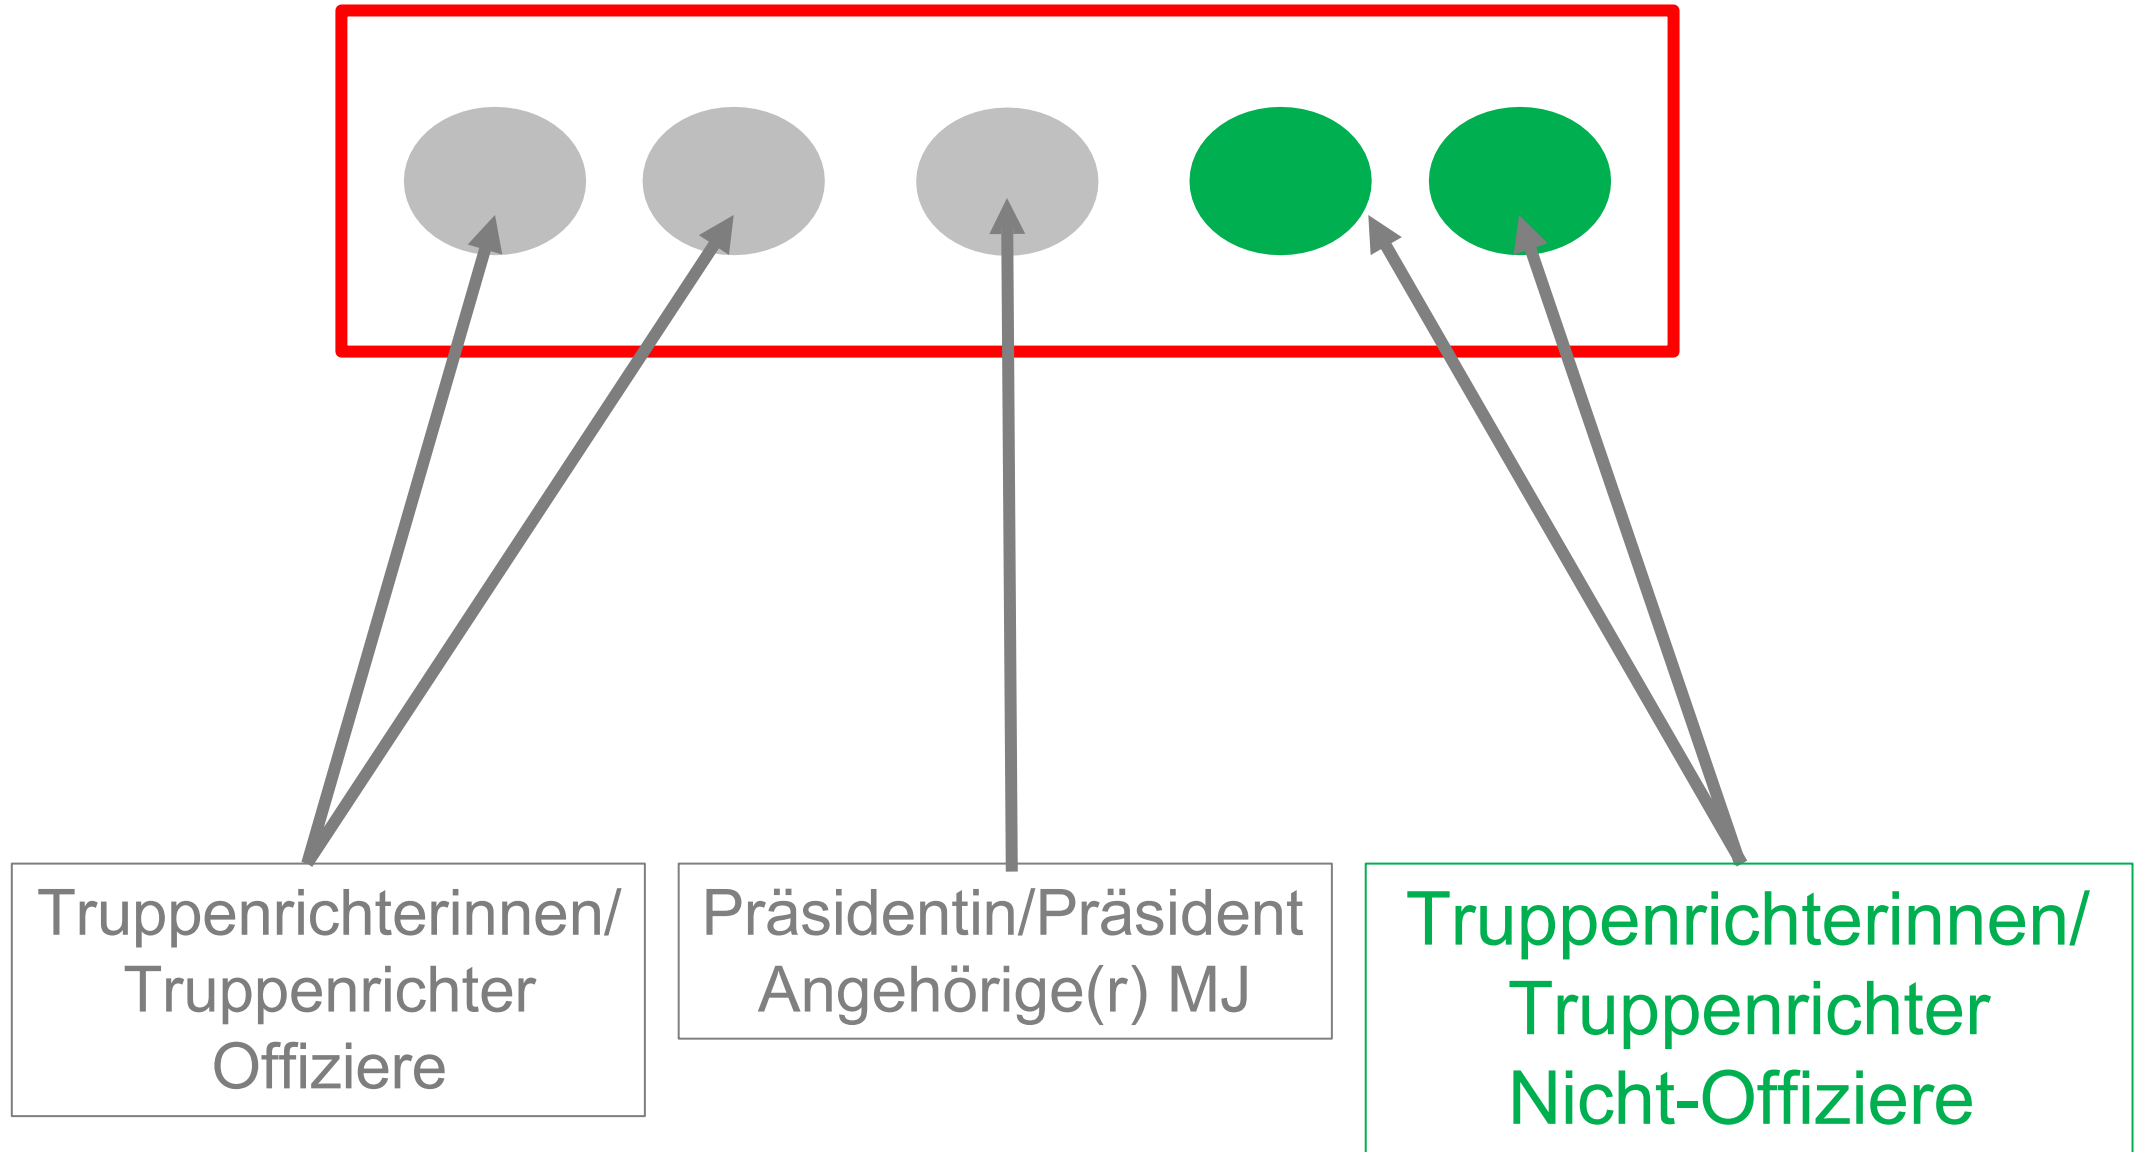 Truppenrichterinnen/
Truppenrichter
Offiziere
Präsidentin/Präsident
Angehörige(r) MJ
Truppenrichterinnen/
Truppenrichter
Nicht-Offiziere